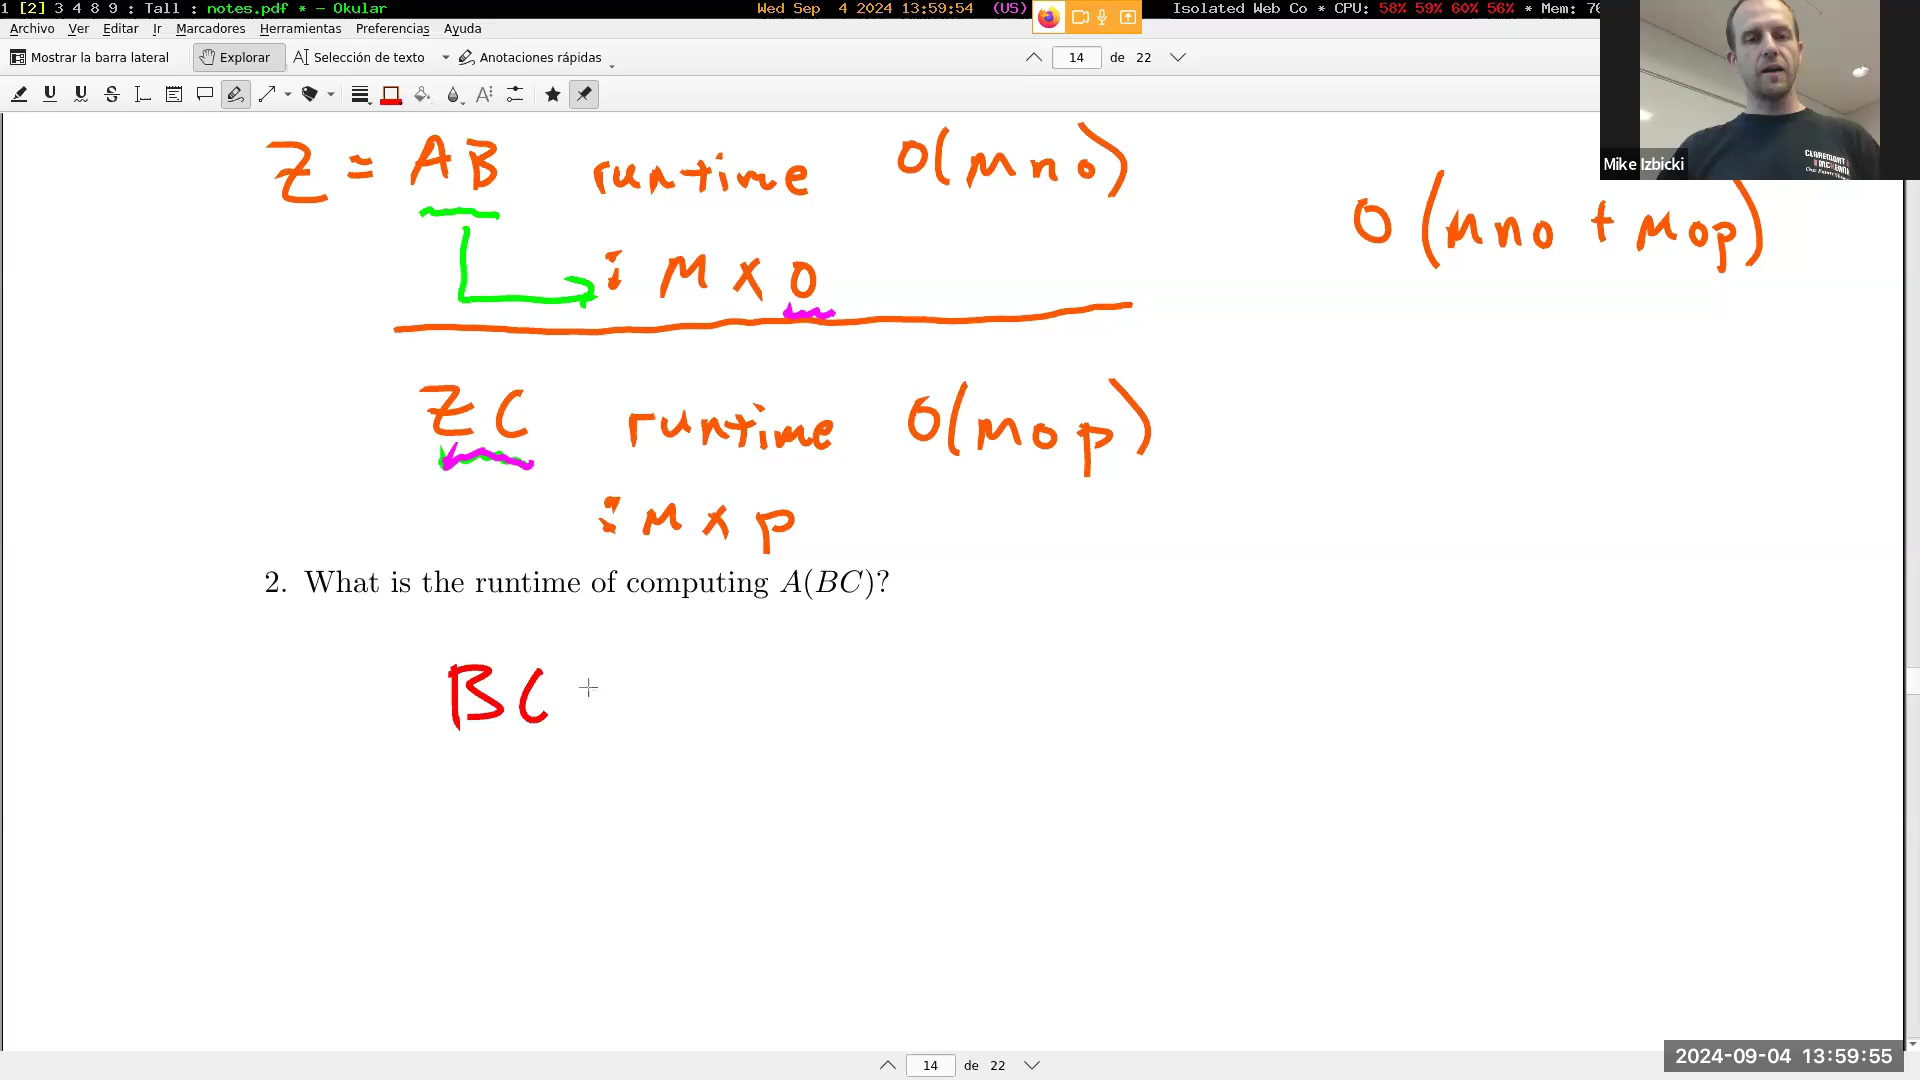 1 [2] 3 4 8 9 : Tall : notes.pdf * – Okular
Wed Sep 4 2024 13:59:54 (US)
Isolated Web Co * CPU: 58% 59% 60% 56% * Mem:
Archivo Ver Editar Ir Marcadores Herramientas Preferencias Ayuda
Mostrar la barra lateral Explorar Selección de texto Anotaciones rápidas
14 de 22
CLAREMONT
Mike Izbicki
Z = AB runtime O(mno)
O(mno + mop)
: m x o
ZC runtime O(mop)
: m x p
2. What is the runtime of computing A(BC)?
BC
14 de 22
2024-09-04 13:59:55